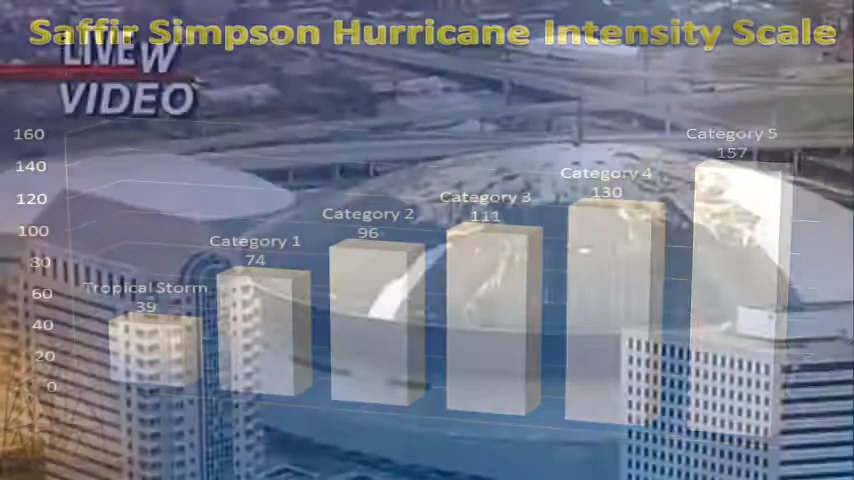 Saffir Simpson Hurricane Intensity Scale
LIVE
VIDEO
160
140
120
100
80
60
40
20
0
Tropical Storm
39
Category 1
74
Category 2
96
Category 3
111
Category 4
130
Category 5
157